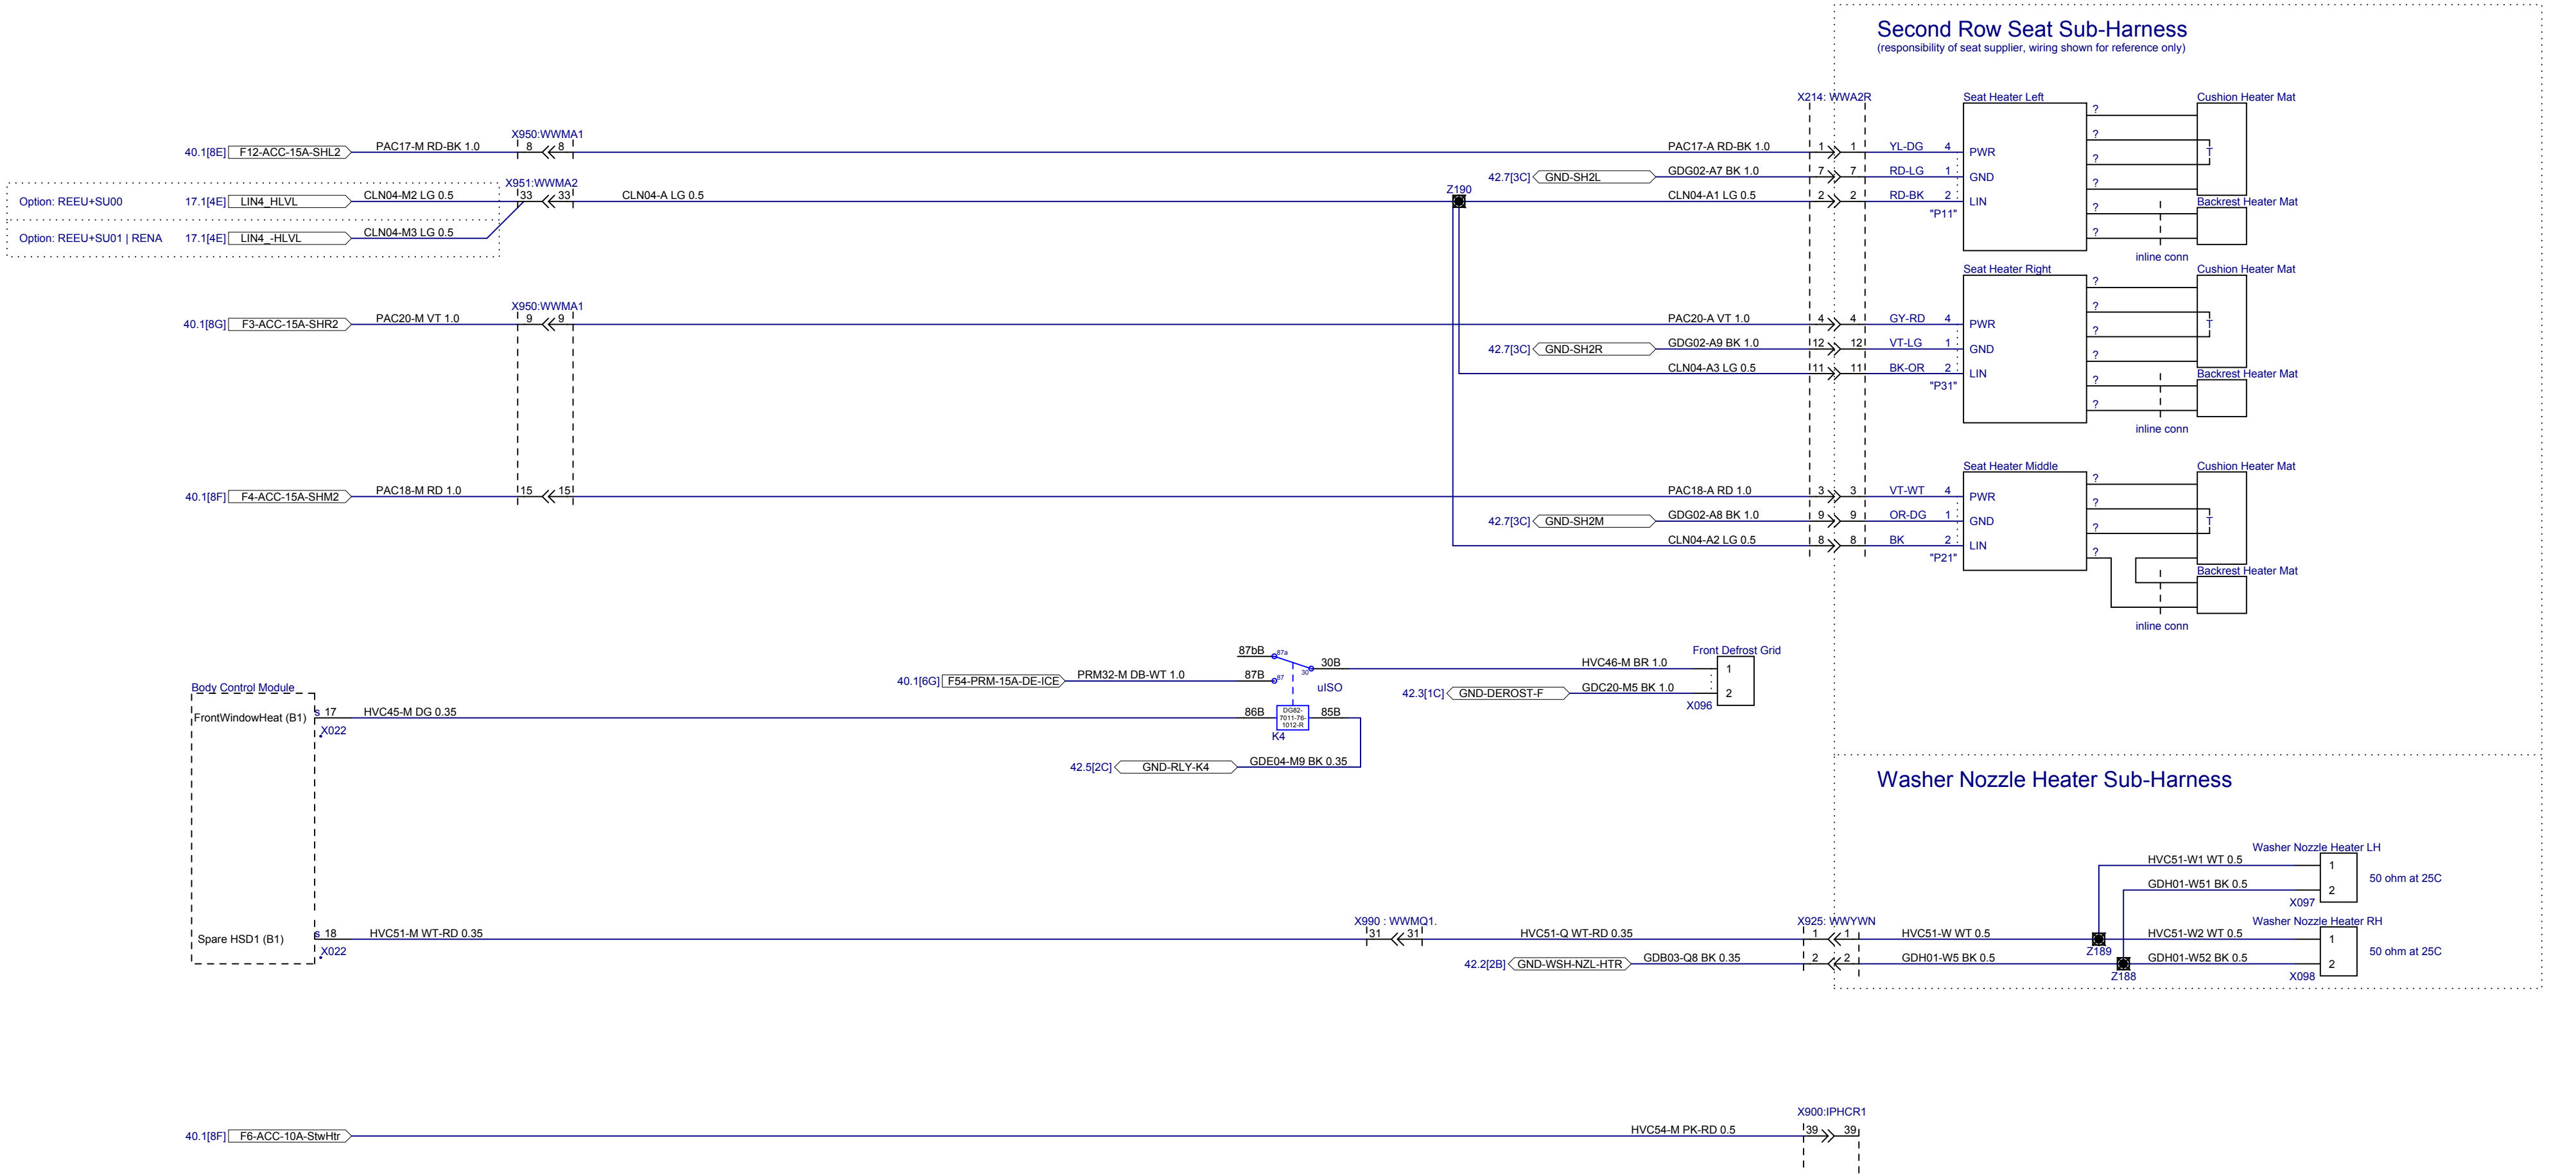 Second Row Seat Sub-Harness
(responsibility of seat supplier, wiring shown for reference only)
X214: WWA2R
Seat Heater Left
Cushion Heater Mat
X950:WWMA1
40.1[8E] F12-ACC-15A-SHL2 PAC17-M RD-BK 1.0 8 8 PAC17-A RD-BK 1.0 1 1 YL-DG 4 PWR
? ? ? ? ? ?
T
42.7[3C] GND-SH2L GDG02-A7 BK 1.0 7 7 RD-LG 1 GND
X951:WWMA2
Option: REEU+SU00 17.1[4E] LIN4_HLVL CLN04-M2 LG 0.5 33 33 CLN04-A LG 0.5 Z190 CLN04-A1 LG 0.5 2 2 RD-BK 2 LIN
"P11"
Backrest Heater Mat
Option: REEU+SU01 | RENA 17.1[4E] LIN4_-HLVL CLN04-M3 LG 0.5
inline conn
Seat Heater Right
Cushion Heater Mat
X950:WWMA1
40.1[8G] F3-ACC-15A-SHR2 PAC20-M VT 1.0 9 9 PAC20-A VT 1.0 4 4 GY-RD 4 PWR
? ? ? ? ? ?
T
42.7[3C] GND-SH2R GDG02-A9 BK 1.0 12 12 VT-LG 1 GND
CLN04-A3 LG 0.5 11 11 BK-OR 2 LIN
"P31"
Backrest Heater Mat
inline conn
Seat Heater Middle
Cushion Heater Mat
40.1[8F] F4-ACC-15A-SHM2 PAC18-M RD 1.0 15 15 PAC18-A RD 1.0 3 3 VT-WT 4 PWR
? ? ? ?
T
42.7[3C] GND-SH2M GDG02-A8 BK 1.0 9 9 OR-DG 1 GND
CLN04-A2 LG 0.5 8 8 BK 2 LIN
"P21"
Backrest Heater Mat
inline conn
87bB 87a
30 30B HVC46-M BR 1.0
Front Defrost Grid
1
40.1[6G] F54-PRM-15A-DE-ICE PRM32-M DB-WT 1.0 87B 87
uISO
42.3[1C] GND-DEROST-F GDC20-M5 BK 1.0 2
X096
Body Control Module
FrontWindowHeat (B1) s 17 HVC45-M DG 0.35 86B
DG82-
7011-76-
1012-R
85B
X022
K4
42.5[2C] GND-RLY-K4 GDE04-M9 BK 0.35
Washer Nozzle Heater Sub-Harness
Washer Nozzle Heater LH
HVC51-W1 WT 0.5 1
50 ohm at 25C
GDH01-W51 BK 0.5 2
X097
Washer Nozzle Heater RH
X990 : WWMQ1.
X925: WWYWN
Spare HSD1 (B1) s 18 HVC51-M WT-RD 0.35 31 31 HVC51-Q WT-RD 0.35 1 1 HVC51-W WT 0.5 Z189 HVC51-W2 WT 0.5 1
X022
50 ohm at 25C
42.2[2B] GND-WSH-NZL-HTR GDB03-Q8 BK 0.35 2 2 GDH01-W5 BK 0.5 Z188 GDH01-W52 BK 0.5 2
X098
X900:IPHCR1
40.1[8F] F6-ACC-10A-StwHtr HVC54-M PK-RD 0.5 39 39